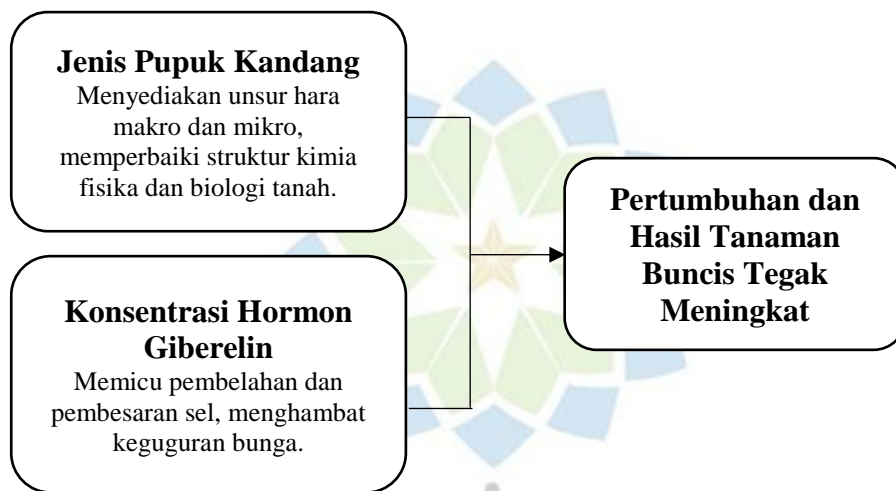 Jenis Pupuk Kandang
Menyediakan unsur hara
makro dan mikro,
memperbaiki struktur kimia
fisika dan biologi tanah.
Konsentrasi Hormon
Giberelin
Memicu pembelahan dan
pembesaran sel, menghambat
keguguran bunga.
Pertumbuhan dan
Hasil Tanaman
Buncis Tegak
Meningkat